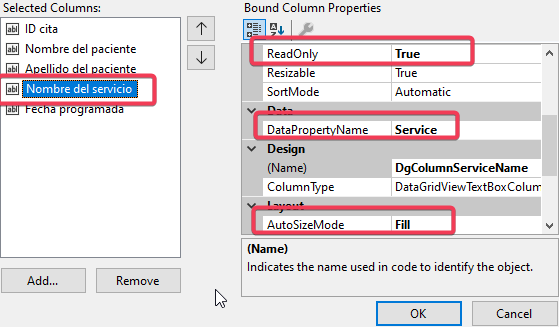 Selected Columns:
ID cita
Nombre del paciente
Apellido del paciente
Nombre del servicio
Fecha programada
Add...
Remove
Bound Column Properties
ReadOnly True
Resizable True
SortMode Automatic
Data
DataPropertyName Service
Design
(Name) DgColumnServiceName
ColumnType DataGridViewTextBoxColum
Layout
AutoSizeMode Fill
(Name)
Indicates the name used in code to identify the object.
OK
Cancel